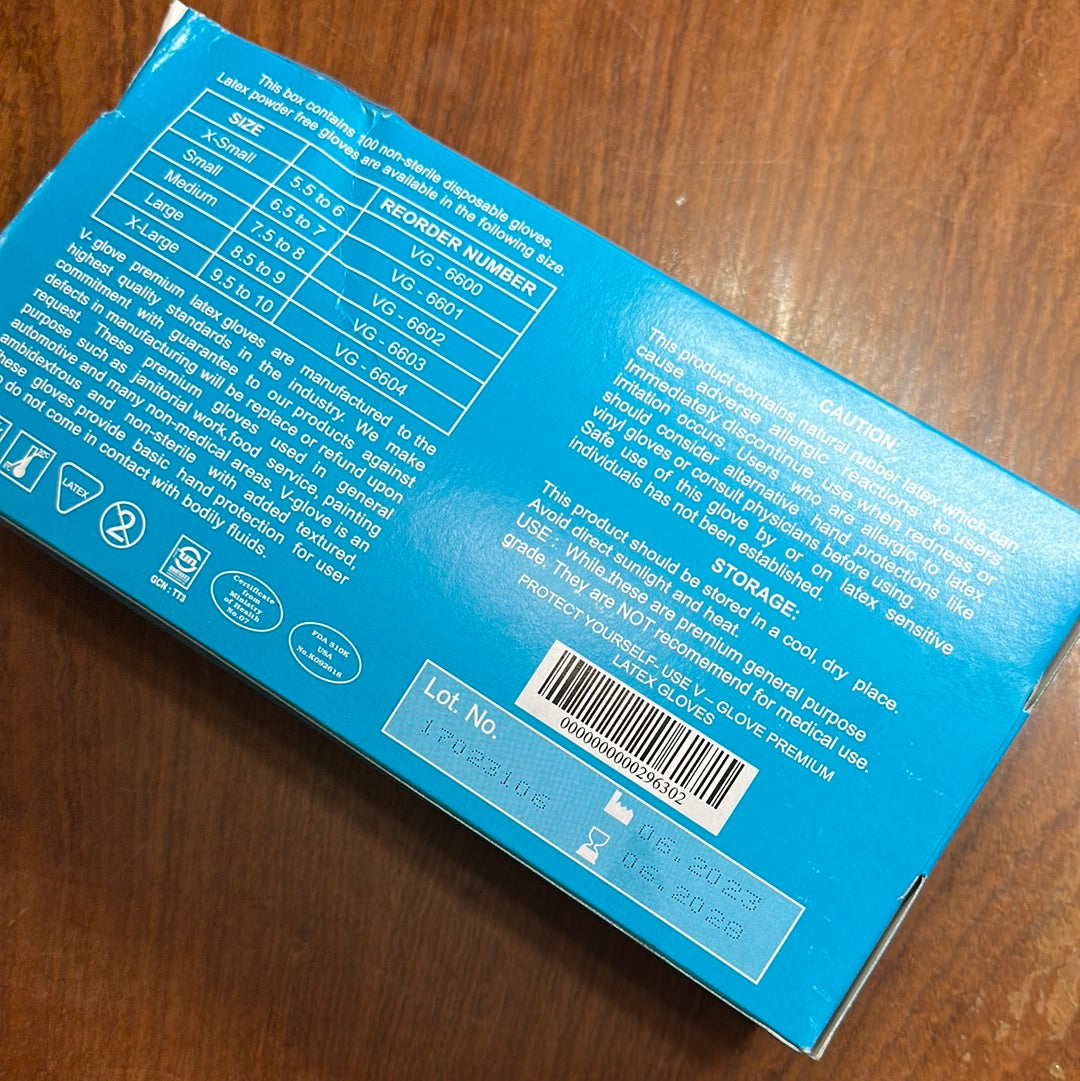 This box contains 100 non-sterile disposable gloves.
Latex powder free gloves are available in the following size.
SIZE REORDER NUMBER
X-Small 5.5 to 6 VG - 6600
Small 6.5 to 7 VG - 6601
Medium 7.5 to 8 VG - 6602
Large 8.5 to 9 VG - 6603
X-Large 9.5 to 10 VG - 6604
V- glove premium latex gloves are manufactured to the
highest quality standards in the industry. We make
commitment with guarantee to our products against
defects in manufacturing will be replace or refund upon
request. These premium gloves used in general
purpose such as janitorial work,food service, painting
automotive and many non-medical areas, V-glove is an
ambidextrous and non-sterile with added textured,
these gloves provide basic hand protection for user
do not come in contact with bodily fluids.
LATEX
2
GCN : TT3
Certificate
from
Ministry
of Health
No.07
FDA 510K
USA
No.K092018
CAUTION:
This product contains natural rubber latex which can
cause adyerse allergic reactions to users
Immediately discontinue use when redness or
irritation occurs. Users who are allergic to latex
should consider alternative hand protection like
vinyl gloves or consult physicians before using.
Safe use of this glove by or on latex sensitive
individuals has not been established.
STORAGE:
This product should be stored in a cool, dry place.
Avoid direct sunlight and heat.
USE : While,these are premium general purpose
grade. They are NOT recomemend for medical use.
PROTECT YOURSELF- USE V – GLOVE PREMIUM
LATEX GLOVES
0000000000296302
Lot. No.
17023106
06.2023
06.2028